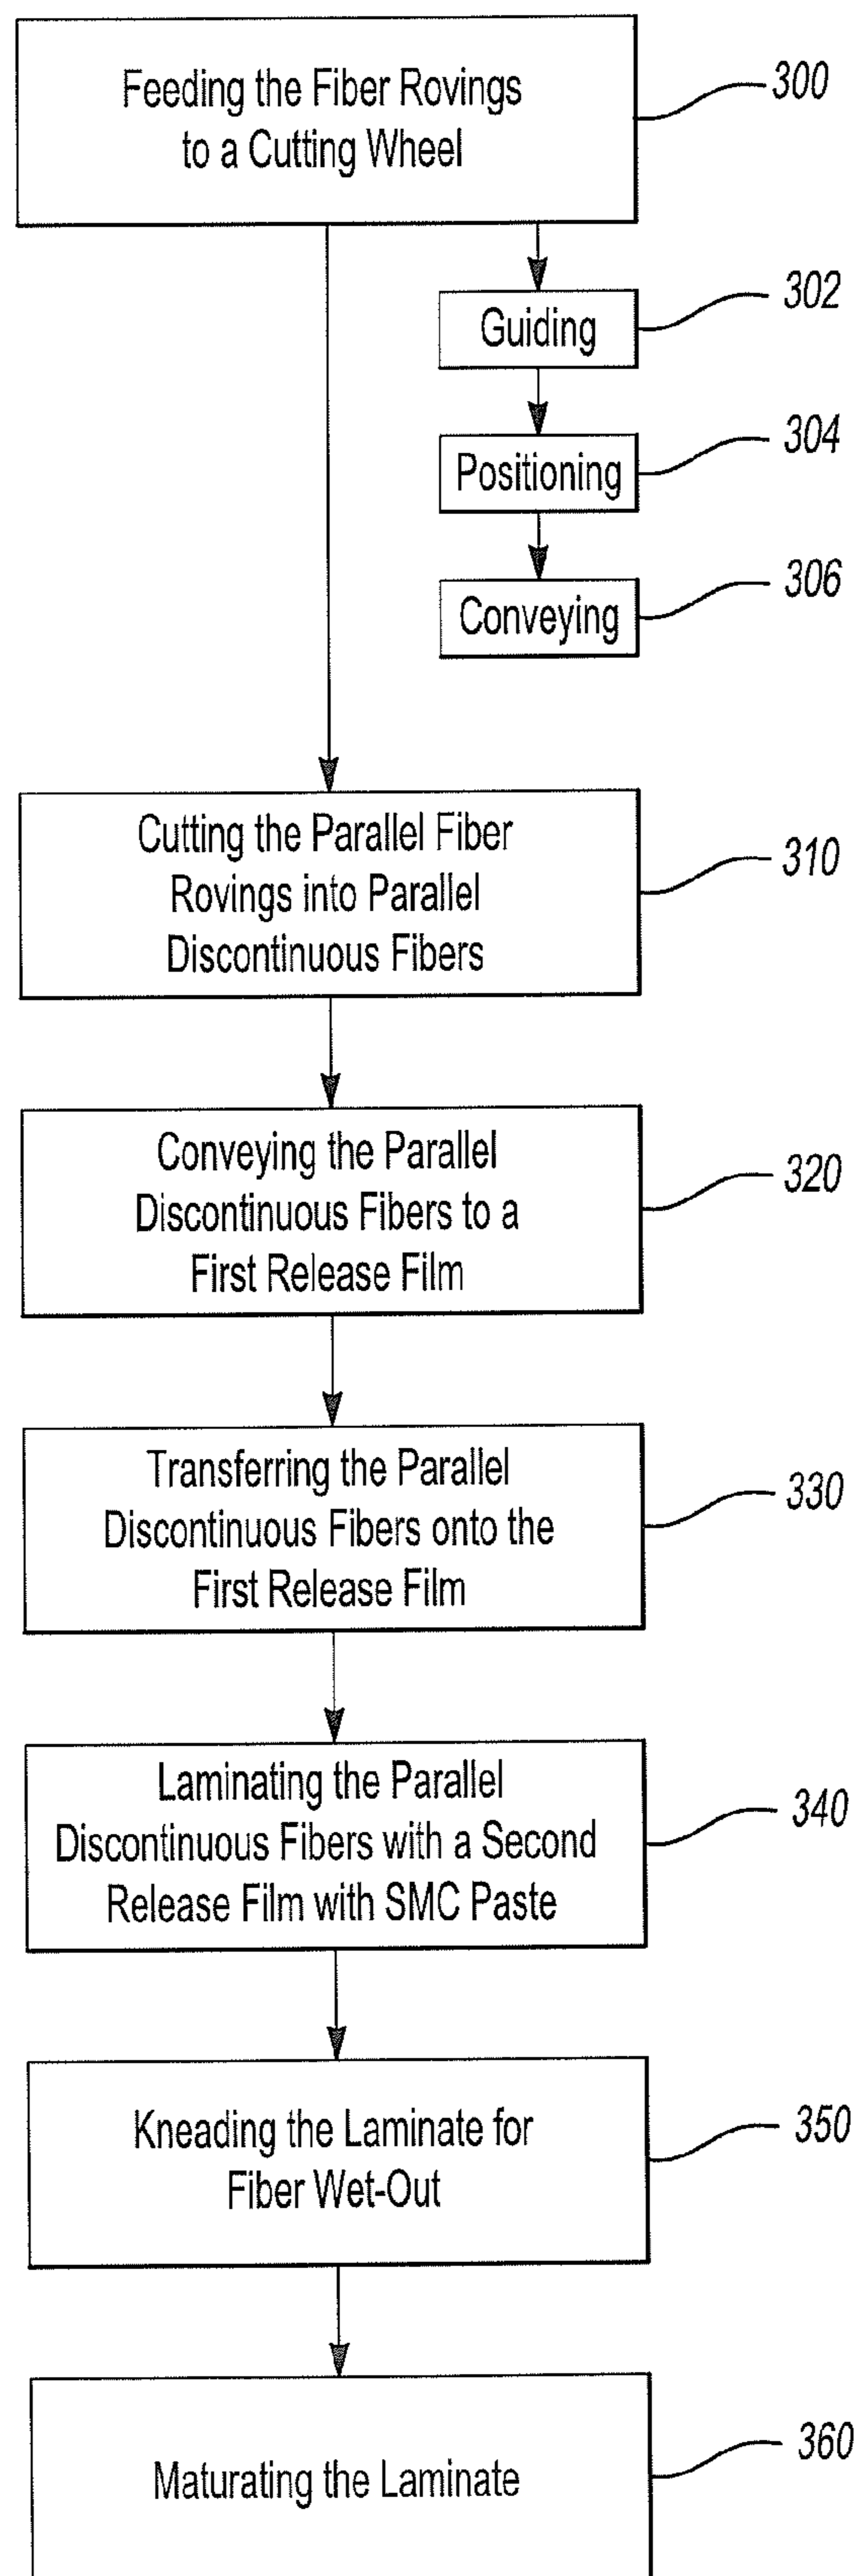 Feeding the Fiber Rovings
to a Cutting Wheel
300
Guiding
302
Positioning
304
Conveying
306
Cutting the Parallel Fiber
Rovings into Parallel
Discontinuous Fibers
310
Conveying the Parallel
Discontinuous Fibers to a
First Release Film
320
Transferring the Parallel
Discontinuous Fibers onto the
First Release Film
330
Laminating the Parallel
Discontinuous Fibers with a Second
Release Film with SMC Paste
340
Kneading the Laminate for
Fiber Wet-Out
350
Maturating the Laminate
360